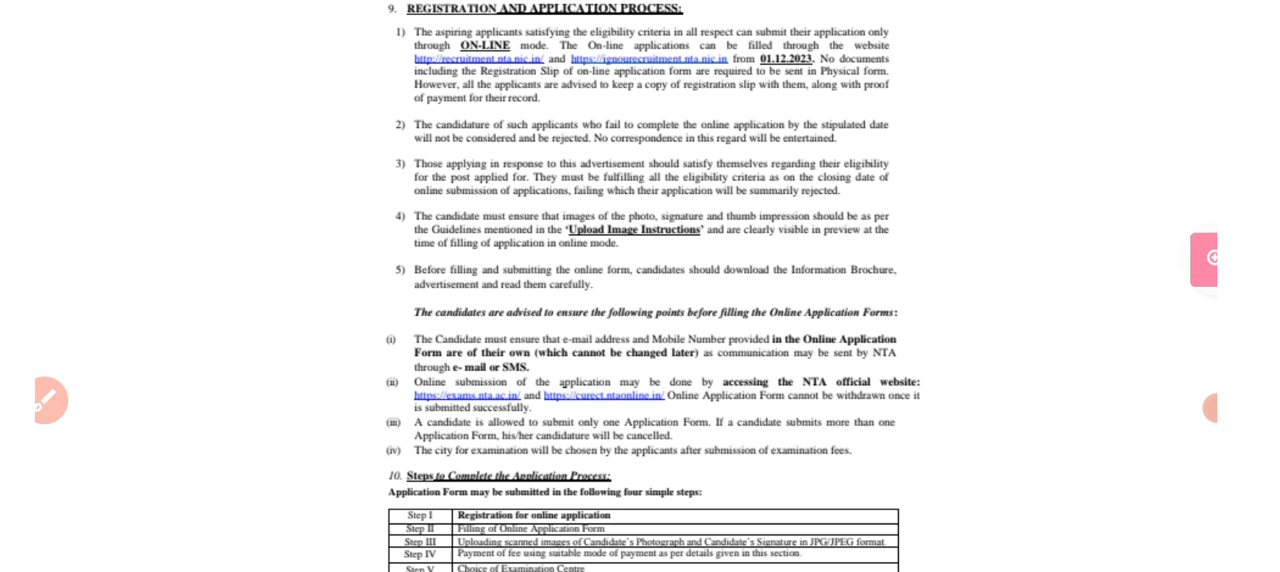 9. REGISTRATION AND APPLICATION PROCESS:
1) The aspiring applicants satisfying the eligibility criteria in all respect can submit their application only
through ON-LINE mode. The On-line applications can be filled through the website
http://recruitment.nta.nic.in/ and https://ignourecruitment.nta.nic.in from 01.12.2023. No documents
including the Registration Slip of on-line application form are required to be sent in Physical form.
However, all the applicants are advised to keep a copy of registration slip with them, along with proof
of payment for their record.
2) The candidature of such applicants who fail to complete the online application by the stipulated date
will not be considered and be rejected. No correspondence in this regard will be entertained.
3) Those applying in response to this advertisement should satisfy themselves regarding their eligibility
for the post applied for. They must be fulfilling all the eligibility criteria as on the closing date of
online submission of applications, failing which their application will be summarily rejected.
4) The candidate must ensure that images of the photo, signature and thumb impression should be as per
the Guidelines mentioned in the ‘Upload Image Instructions’ and are clearly visible in preview at the
time of filling of application in online mode.
5) Before filling and submitting the online form, candidates should download the Information Brochure,
advertisement and read them carefully.
The candidates are advised to ensure the following points before filling the Online Application Forms:
(i) The Candidate must ensure that e-mail address and Mobile Number provided in the Online Application
Form are of their own (which cannot be changed later) as communication may be sent by NTA
through e- mail or SMS.
(ii) Online submission of the application may be done by accessing the NTA official website:
https://exams.nta.ac.in/ and https://curect.ntaonline.in/ Online Application Form cannot be withdrawn once it
is submitted successfully.
(iii) A candidate is allowed to submit only one Application Form. If a candidate submits more than one
Application Form, his/her candidature will be cancelled.
(iv) The city for examination will be chosen by the applicants after submission of examination fees.
10. Steps to Complete the Application Process:
Application Form may be submitted in the following four simple steps:
Step I Registration for online application
Step II Filling of Online Application Form
Step III Uploading scanned images of Candidate’s Photograph and Candidate’s Signature in JPG/JPEG format
Step IV Payment of fee using suitable mode of payment as per details given in this section.
Step V Choice of Examination Centre